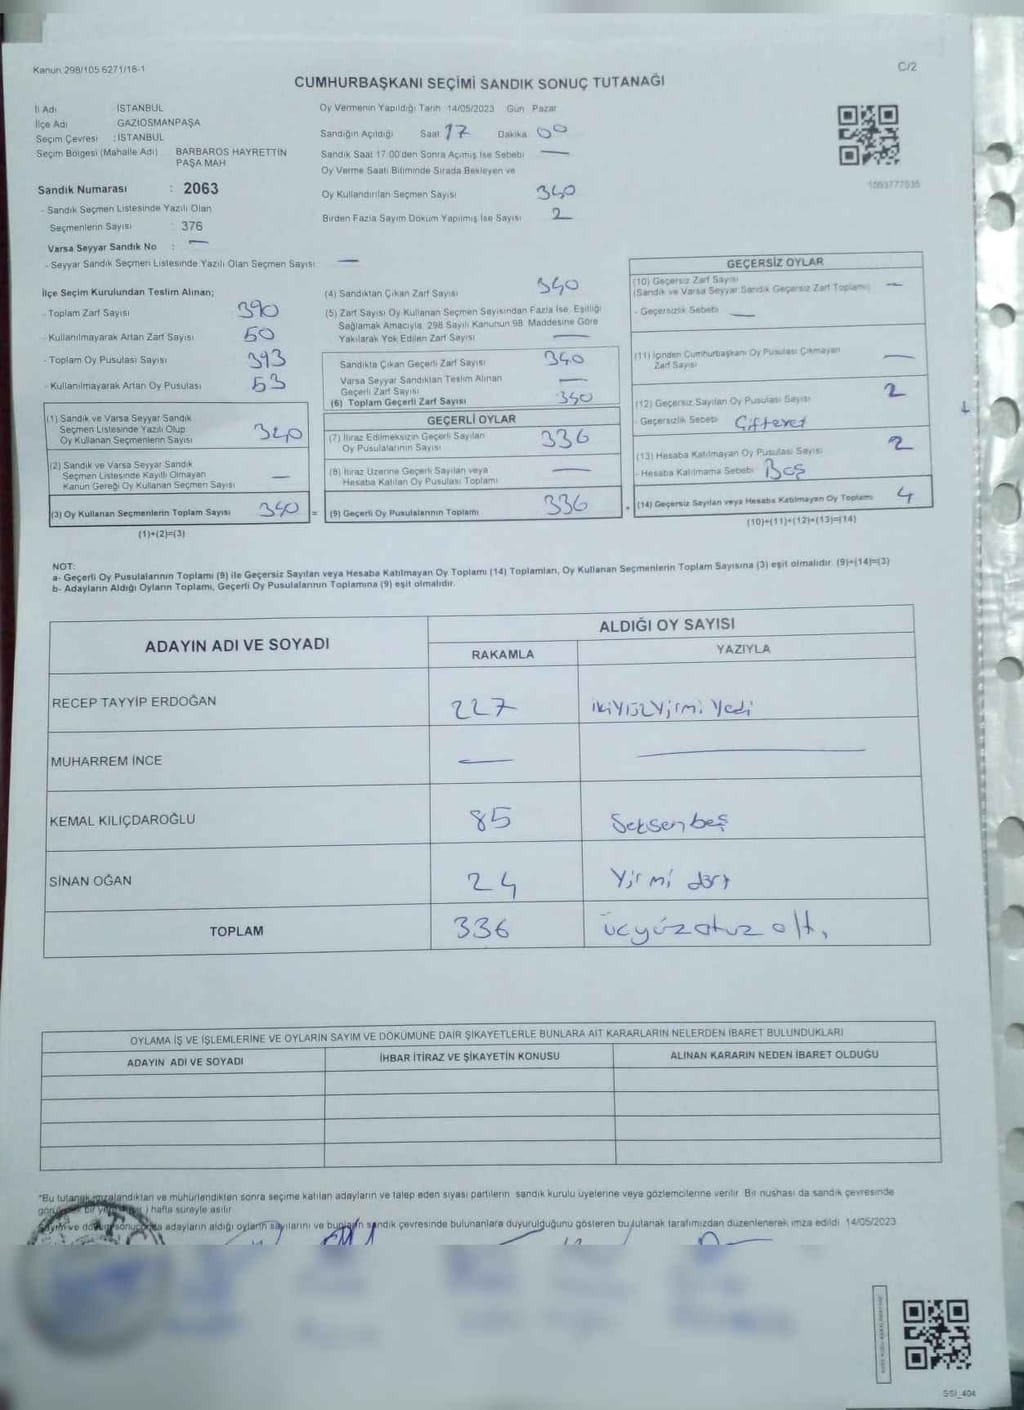 Kanun 298/105 6271/18-1
C/2
CUMHURBAŞKANI SEÇİMİ SANDIK SONUÇ TUTANAĞI
İl Adı İSTANBUL
İlçe Adı GAZİOSMANPAŞA
Seçim Çevresi : İSTANBUL
Seçim Bölgesi (Mahalle Adı) BARBAROS HAYRETTİN PAŞA MAH
Sandık Numarası : 2063
- Sandık Seçmen Listesinde Yazılı Olan
Seçmenlerin Sayısı : 376
Varsa Seyyar Sandık No : —
- Seyyar Sandık Seçmen Listesinde Yazılı Olan Seçmen Sayısı: —
Oy Vermenin Yapıldığı Tarih 14/05/2023 Gün Pazar
Sandığın Açıldığı Saat 17 Dakika 00
Sandık Saat 17:00'den Sonra Açılmış İse Sebebi —
Oy Verme Saati Bitiminde Sırada Bekleyen ve
Oy Kullandırılan Seçmen Sayısı 340
Birden Fazla Sayım Döküm Yapılmış İse Sayısı 2
İlçe Seçim Kurulundan Teslim Alınan;
- Toplam Zarf Sayısı 390
- Kullanılmayarak Artan Zarf Sayısı 50
- Toplam Oy Pusulası Sayısı 393
- Kullanılmayarak Artan Oy Pusulası 53
(1) Sandık ve Varsa Seyyar Sandık
Seçmen Listesinde Yazılı Olup
Oy Kullanan Seçmenlerin Sayısı 340
(2) Sandık ve Varsa Seyyar Sandık
Seçmen Listesinde Kayıtlı Olmayan
Kanun Gereği Oy Kullanan Seçmen Sayısı —
(3) Oy Kullanan Seçmenlerin Toplam Sayısı 340 =
(1)+(2)=(3)
(4) Sandıktan Çıkan Zarf Sayısı 340
(5) Zarf Sayısı Oy Kullanan Seçmen Sayısından Fazla İse, Eşitliği
Sağlamak Amacıyla, 298 Sayılı Kanunun 98. Maddesine Göre
Yakılarak Yok Edilen Zarf Sayısı —
Sandıkta Çıkan Geçerli Zarf Sayısı 340
Varsa Seyyar Sandıktan Teslim Alınan
Geçerli Zarf Sayısı —
(6) Toplam Geçerli Zarf Sayısı 340
GEÇERLİ OYLAR
(7) İtiraz Edilmeksizin Geçerli Sayılan
Oy Pusulalarının Sayısı 336
(8) İtiraz Üzerine Geçerli Sayılan veya
Hesaba Katılan Oy Pusulası Toplamı —
(9) Geçerli Oy Pusulalarının Toplamı 336 +
GEÇERSİZ OYLAR
(10) Geçersiz Zarf Sayısı
(Sandık ve Varsa Seyyar Sandık Geçersiz Zarf Toplamı) —
- Geçersizlik Sebebi —
(11) İçinden Cumhurbaşkanı Oy Pusulası Çıkmayan
Zarf Sayısı —
(12) Geçersiz Sayılan Oy Pusulası Sayısı 2
- Geçersizlik Sebebi
(13) Hesaba Katılmayan Oy Pusulası Sayısı 2
- Hesaba Katılmama Sebebi Boş
(14) Geçersiz Sayılan veya Hesaba Katılmayan Oy Toplamı 4
(10)+(11)+(12)+(13)=(14)
NOT:
a- Geçerli Oy Pusulalarının Toplamı (9) ile Geçersiz Sayılan veya Hesaba Katılmayan Oy Toplamı (14) Toplamları, Oy Kullanan Seçmenlerin Toplam Sayısına (3) eşit olmalıdır. (9)+(14)=(3)
b- Adayların Aldığı Oyların Toplamı, Geçerli Oy Pusulalarının Toplamına (9) eşit olmalıdır.
ADAYIN ADI VE SOYADI
ALDIĞI OY SAYISI
RAKAMLA YAZIYLA
RECEP TAYYİP ERDOĞAN 227 ikiyüzyirmi yedi
MUHARREM İNCE — —
KEMAL KILIÇDAROĞLU 85 Seksenbeş
SİNAN OĞAN 24 Yirmi dört
TOPLAM 336 üçyüzotuz altı
OYLAMA İŞ VE İŞLEMLERİNE VE OYLARIN SAYIM VE DÖKÜMÜNE DAİR ŞİKAYETLERLE BUNLARA AİT KARARLARIN NELERDEN İBARET BULUNDUKLARI
ADAYIN ADI VE SOYADI İHBAR İTİRAZ VE ŞİKAYETİN KONUSU ALINAN KARARIN NEDEN İBARET OLDUĞU
*Bu tutanak imzalandıktan ve mühürlendikten sonra seçime katılan adayların ve talep eden siyasi partilerin sandık kurulu üyelerine veya gözlemcilerine verilir. Bir nüshası da sandık çevresinde
bir hafta süreyle asılır.
adayların aldığı oyların sayılarını ve bunların sandık çevresinde bulunanlara duyurulduğunu gösteren bu tutanak tarafımızdan düzenlenerek imza edildi 14/05/2023
SSI_404